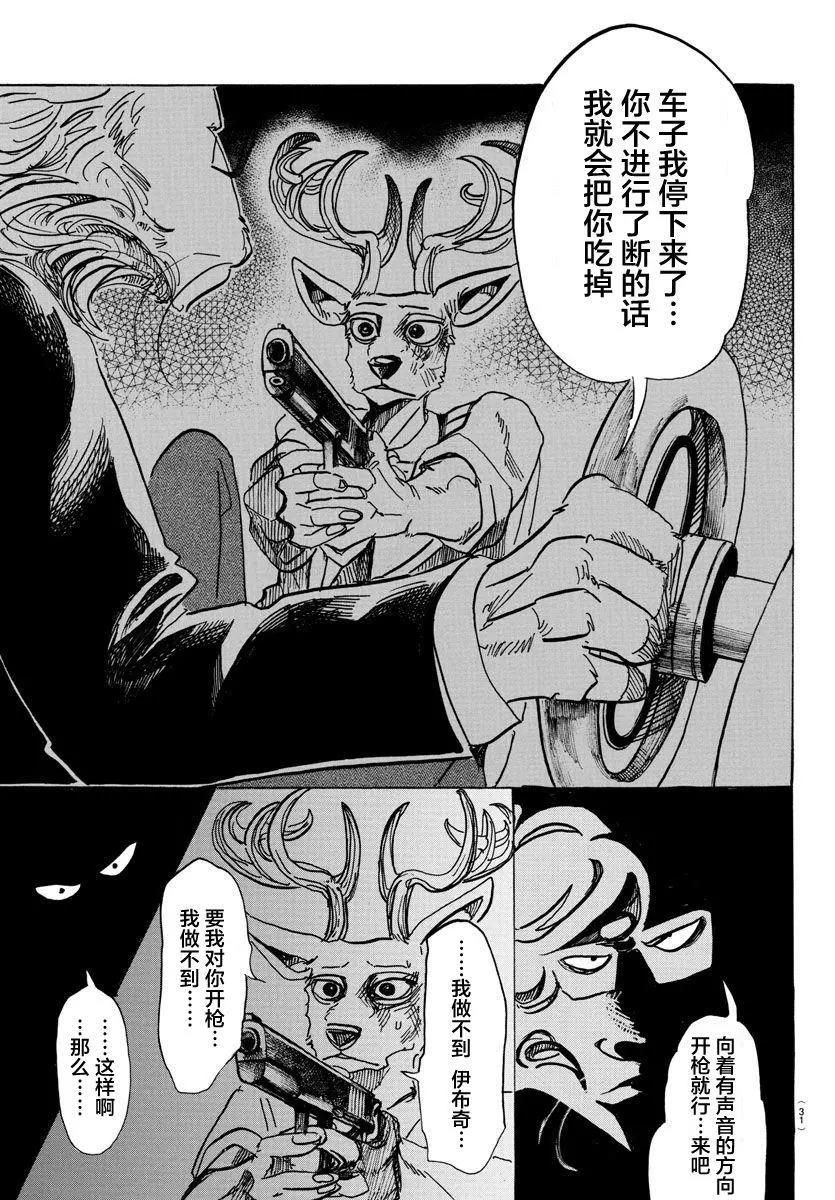 车子我停下来了…
你不进行了断的话
我就会把你吃掉
向着有声音的方向
开枪就行…来吧
……我做不到 伊布奇…
要我对你开枪…
我做不到……
……这样啊
……那么……
(31)